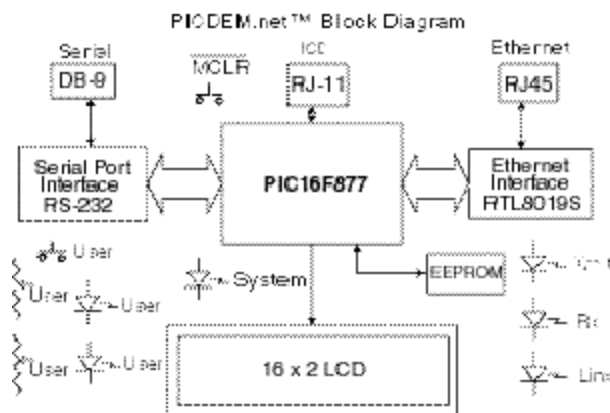 PICDEM.net™ Block Diagram
Serial
DB-9
MCLR
ICD
RJ-11
Ethernet
RJ45
Serial Port
Interface
RS-232
PIC16F877
Ethernet
Interface
RTL8019S
User
User
User
User
User
System
EEPROM
16 x 2 LCD
Rx